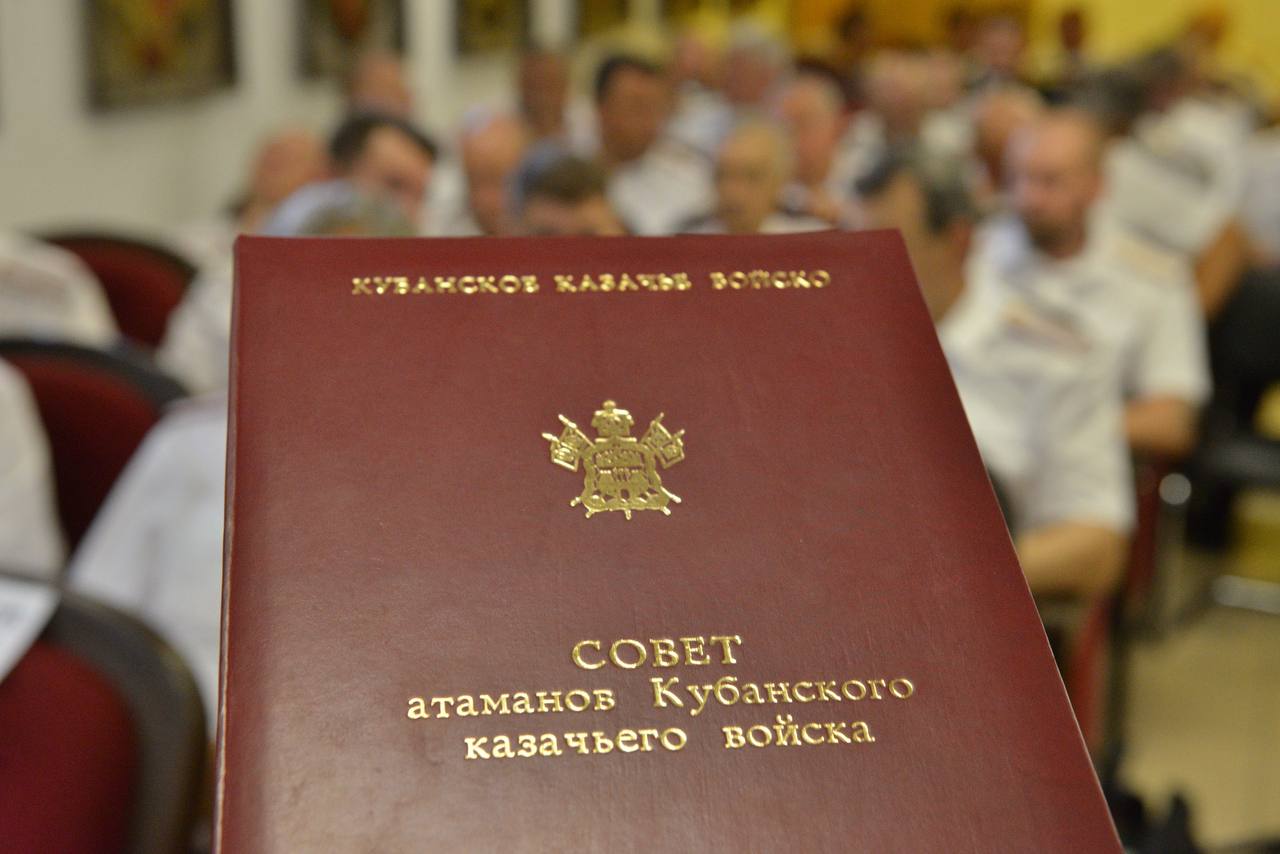 КУБАНСКОЕ КАЗАЧЬЕ ВОЙСКО
СОВЕТ
атаманов Кубанского
казачьего войска